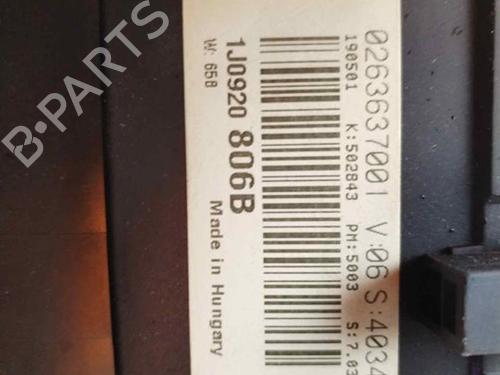 0263637001 V:06 S:4034
190501 K:502843 PM:5003 S:7.03
1J0920 806B
W: 658 Made in Hungary
B-PARTS